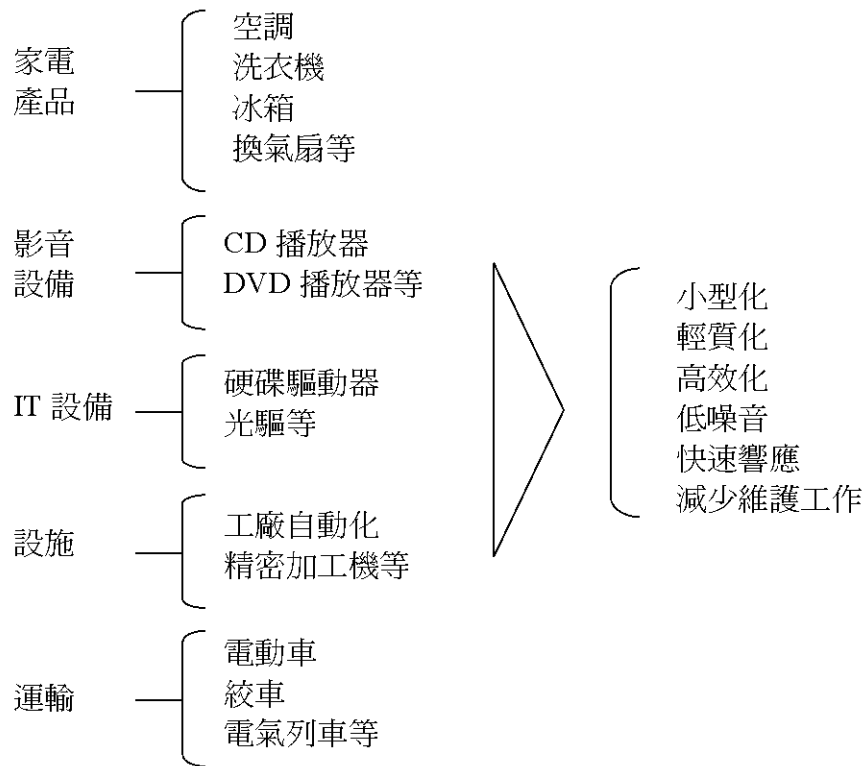 家電
產品
空調
洗衣機
冰箱
換氣扇等
影音
設備
CD 播放器
DVD 播放器等
IT 設備
硬碟驅動器
光驅等
設施
工廠自動化
精密加工機等
運輸
電動車
絞車
電氣列車等
小型化
輕質化
高效化
低噪音
快速響應
減少維護工作